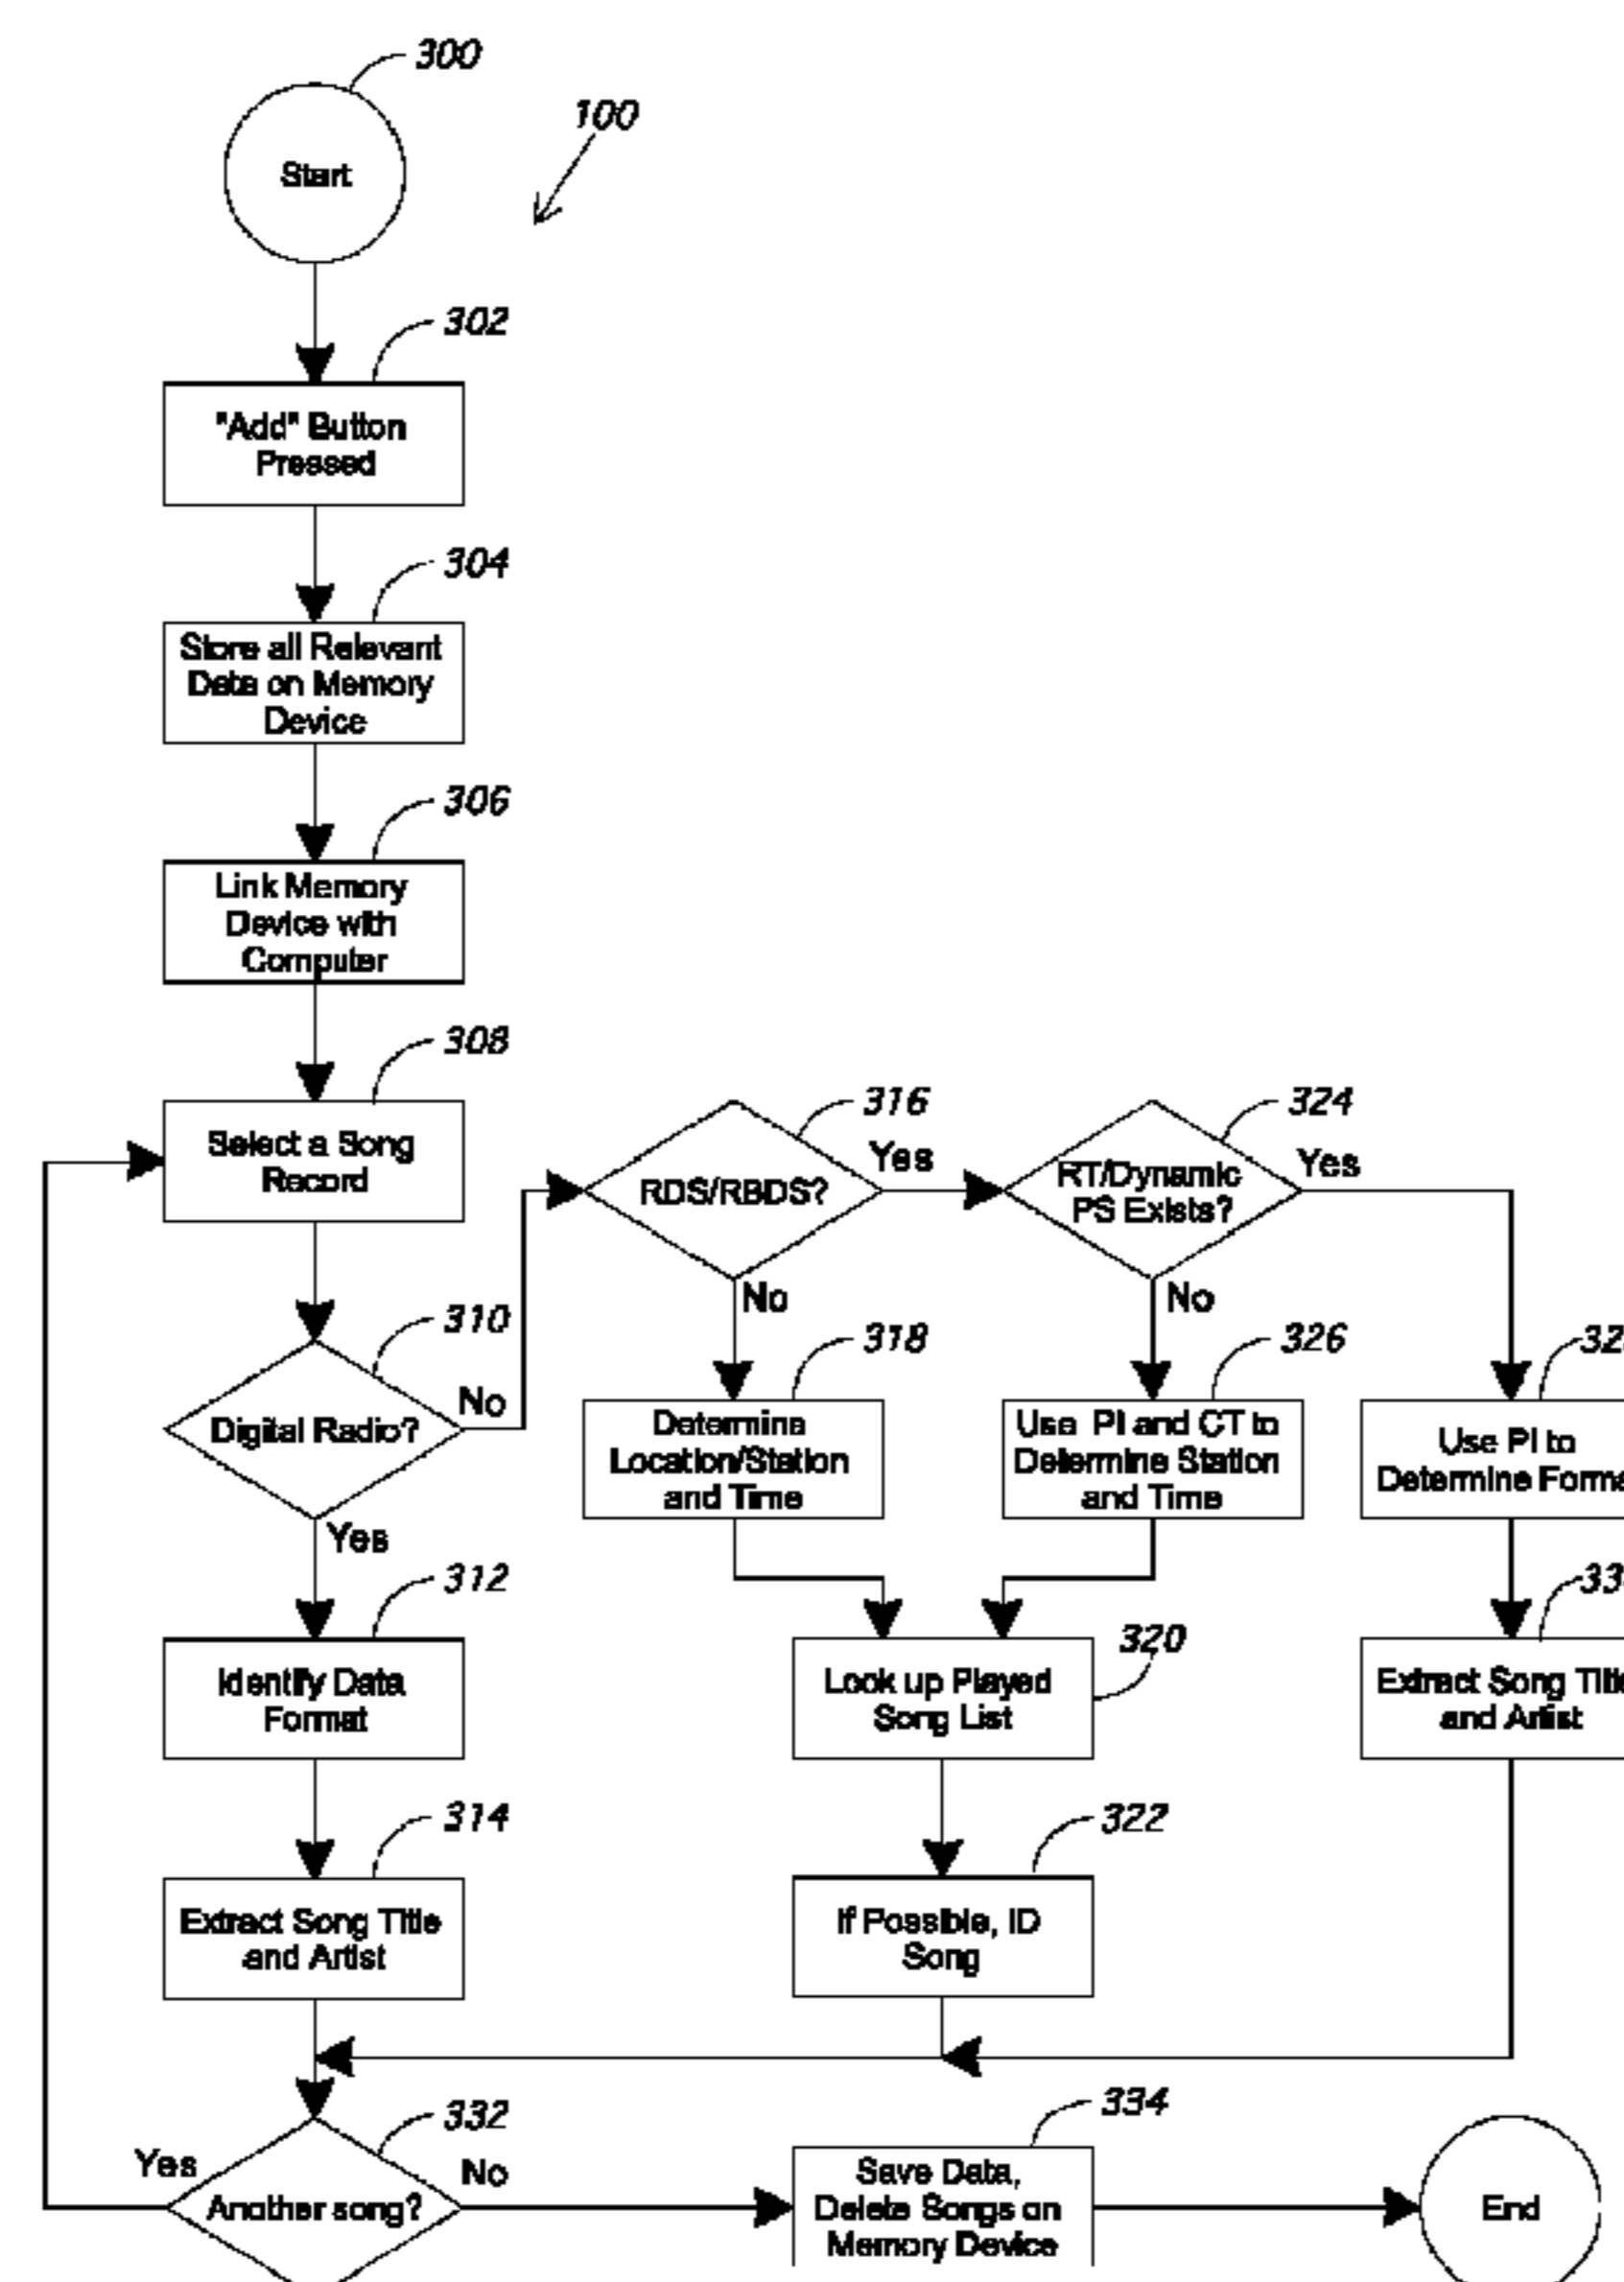 300
100
Start
302
"Add" Button
Pressed
304
Store all Relevant
Data on Memory
Device
306
Link Memory
Device with
Computer
308
Select a Song
Record
316
Yes
RDS/RBDS?
No
324
Yes
RT/Dynamic
PS Exists?
No
310
Digital Radio?
No
Yes
318
Determine
Location/Station
and Time
326
Use PI and CT to
Determine Station
and Time
Use PI to
Determine
312
Identify Data
Format
320
Look up Played
Song List
Extract Song
and Artist
314
Extract Song Title
and Artist
322
If Possible, ID
Song
332
Yes
Another song?
No
334
Save Data,
Delete Songs on
Memory Device
End